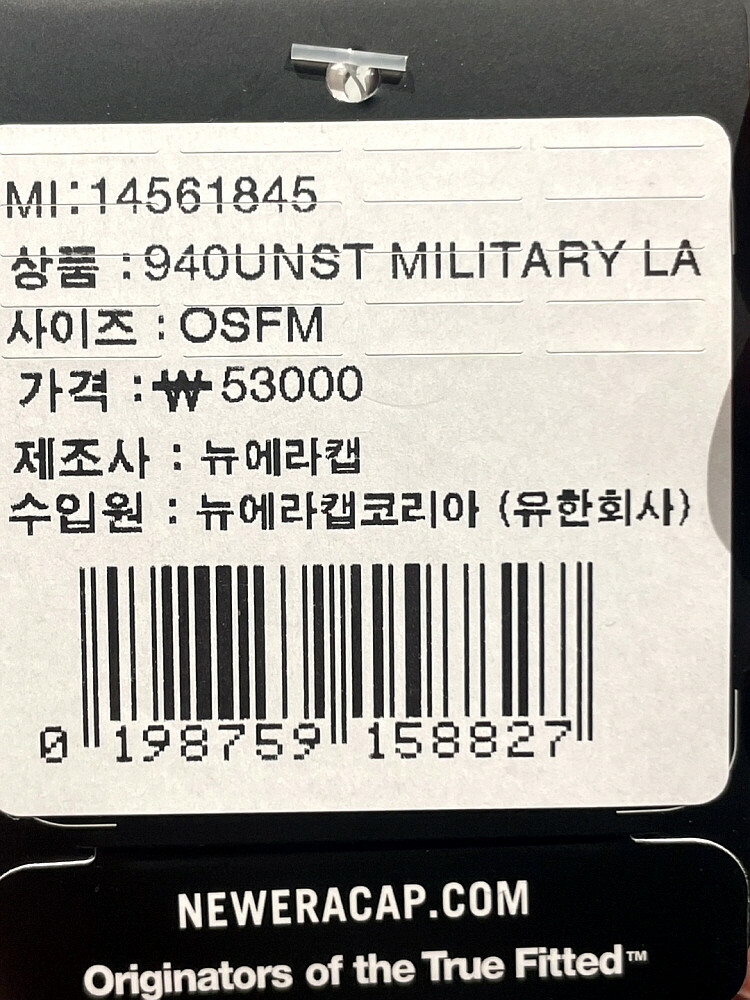 MI:14561845
상품 :940UNST MILITARY LA
사이즈 : OSFM
가격 :₩53000
제조사 : 뉴에라캡
수입원 : 뉴에라캡코리아 (유한회사)
0 198759 158827
NEWERACAP.COM
Originators of the True Fitted™